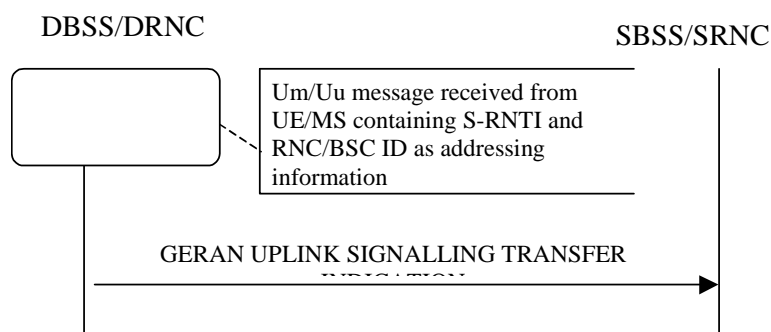 DBSS/DRNC
SBSS/SRNC
Um/Uu message received from
UE/MS containing S-RNTI and
RNC/BSC ID as addressing
information
GERAN UPLINK SIGNALLING TRANSFER
INDICATION